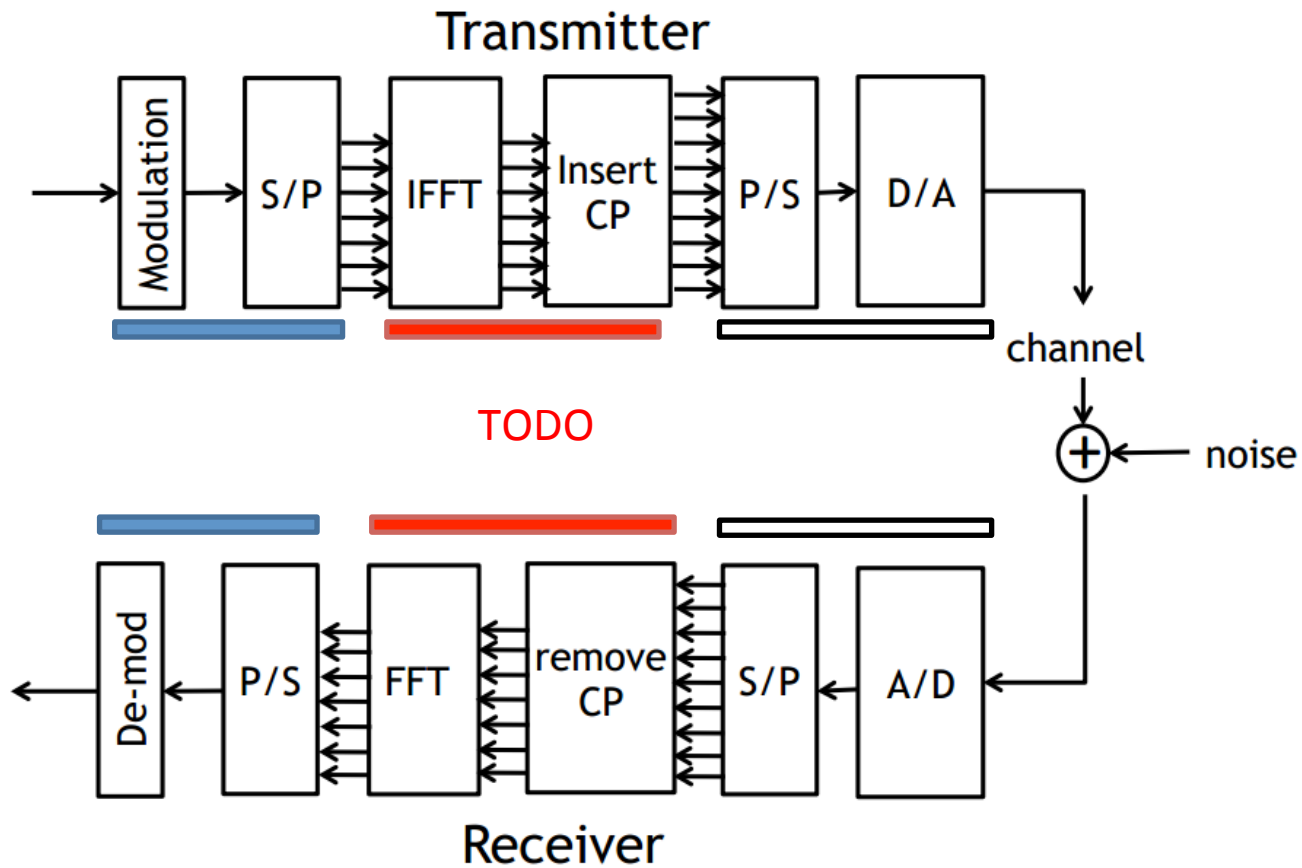 Transmitter
Modulation
S/P
IFFT
Insert
CP
P/S
D/A
channel
TODO
+
noise
De-mod
P/S
FFT
remove
CP
S/P
A/D
Receiver